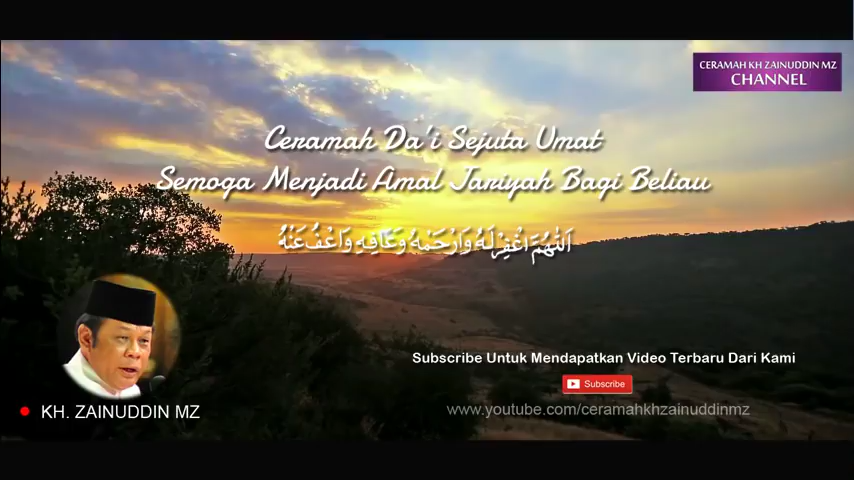 CERAMAH KH ZAINUDDIN MZ
CHANNEL
Ceramah Da'i Sejuta Umat
Semoga Menjadi Amal Jariyah Bagi Beliau
اَللّٰهُمَّ اغْفِرْلَهُ وَارْحَمْهُ وَعَافِهِ وَاعْفُ عَنْهُ
Subscribe Untuk Mendapatkan Video Terbaru Dari Kami
Subscribe
www.youtube.com/ceramahkhzainuddinmz
KH. ZAINUDDIN MZ